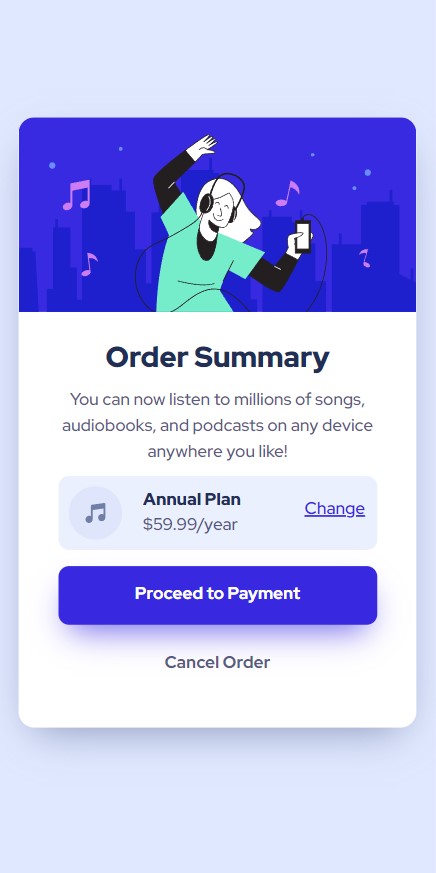 Order Summary
You can now listen to millions of songs,
audiobooks, and podcasts on any device
anywhere you like!
Annual Plan
$59.99/year
Change
Proceed to Payment
Cancel Order